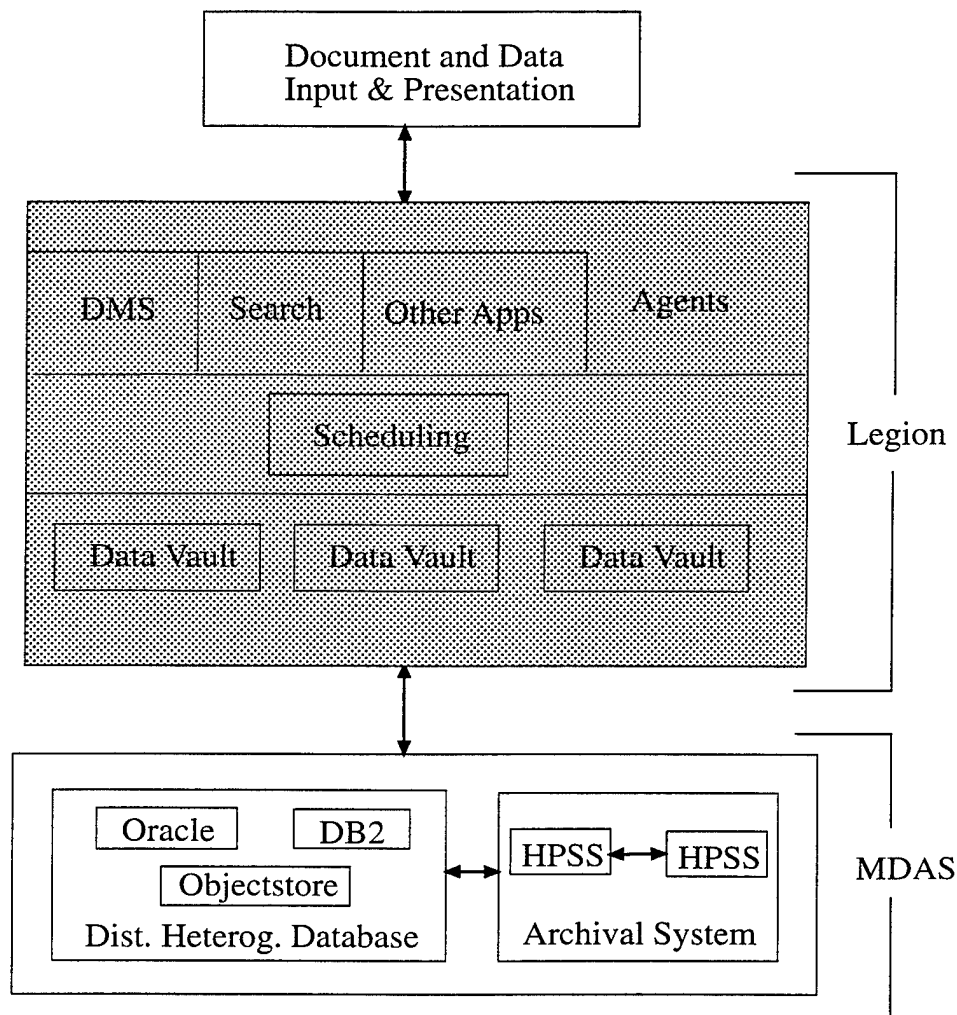 Document and Data
Input & Presentation
DMS
Search
Other Apps
Agents
Scheduling
Legion
Data Vault
Data Vault
Data Vault
Oracle
DB2
HPSS
HPSS
Objectstore
MDAS
Dist. Heterog. Database
Archival System